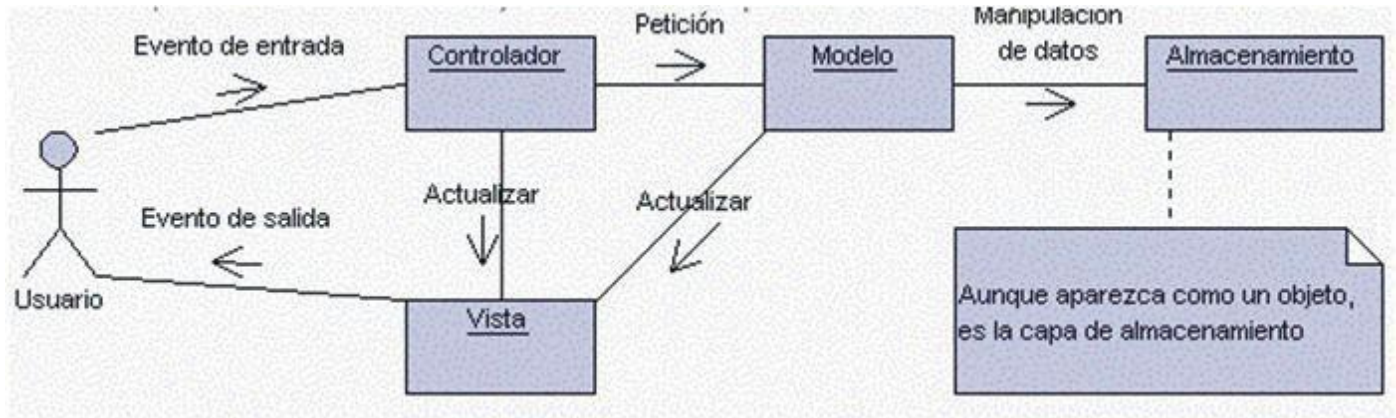 Evento de entrada
Controlador
Petición
Modelo
Manipulación
de datos
Almacenamiento
Actualizar
Actualizar
Evento de salida
Usuario
Vista
Aunque aparezca como un objeto,
es la capa de almacenamiento